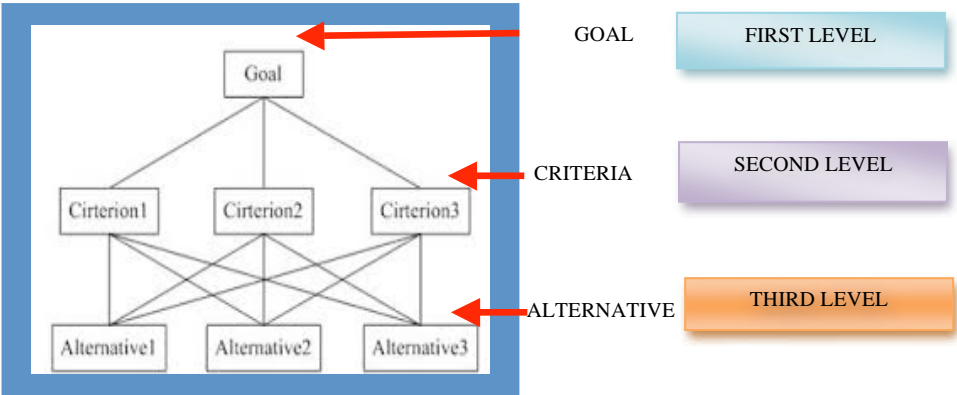 GOAL
FIRST LEVEL
Goal
CRITERIA
SECOND LEVEL
Cirterion1
Cirterion2
Cirterion3
ALTERNATIVE
THIRD LEVEL
Alternative1
Alternative2
Alternative3